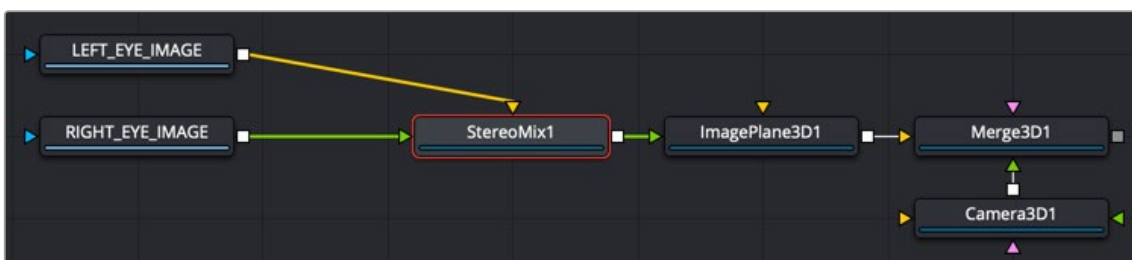 LEFT_EYE_IMAGE
RIGHT_EYE_IMAGE
StereoMix1
ImagePlane3D1
Merge3D1
Camera3D1